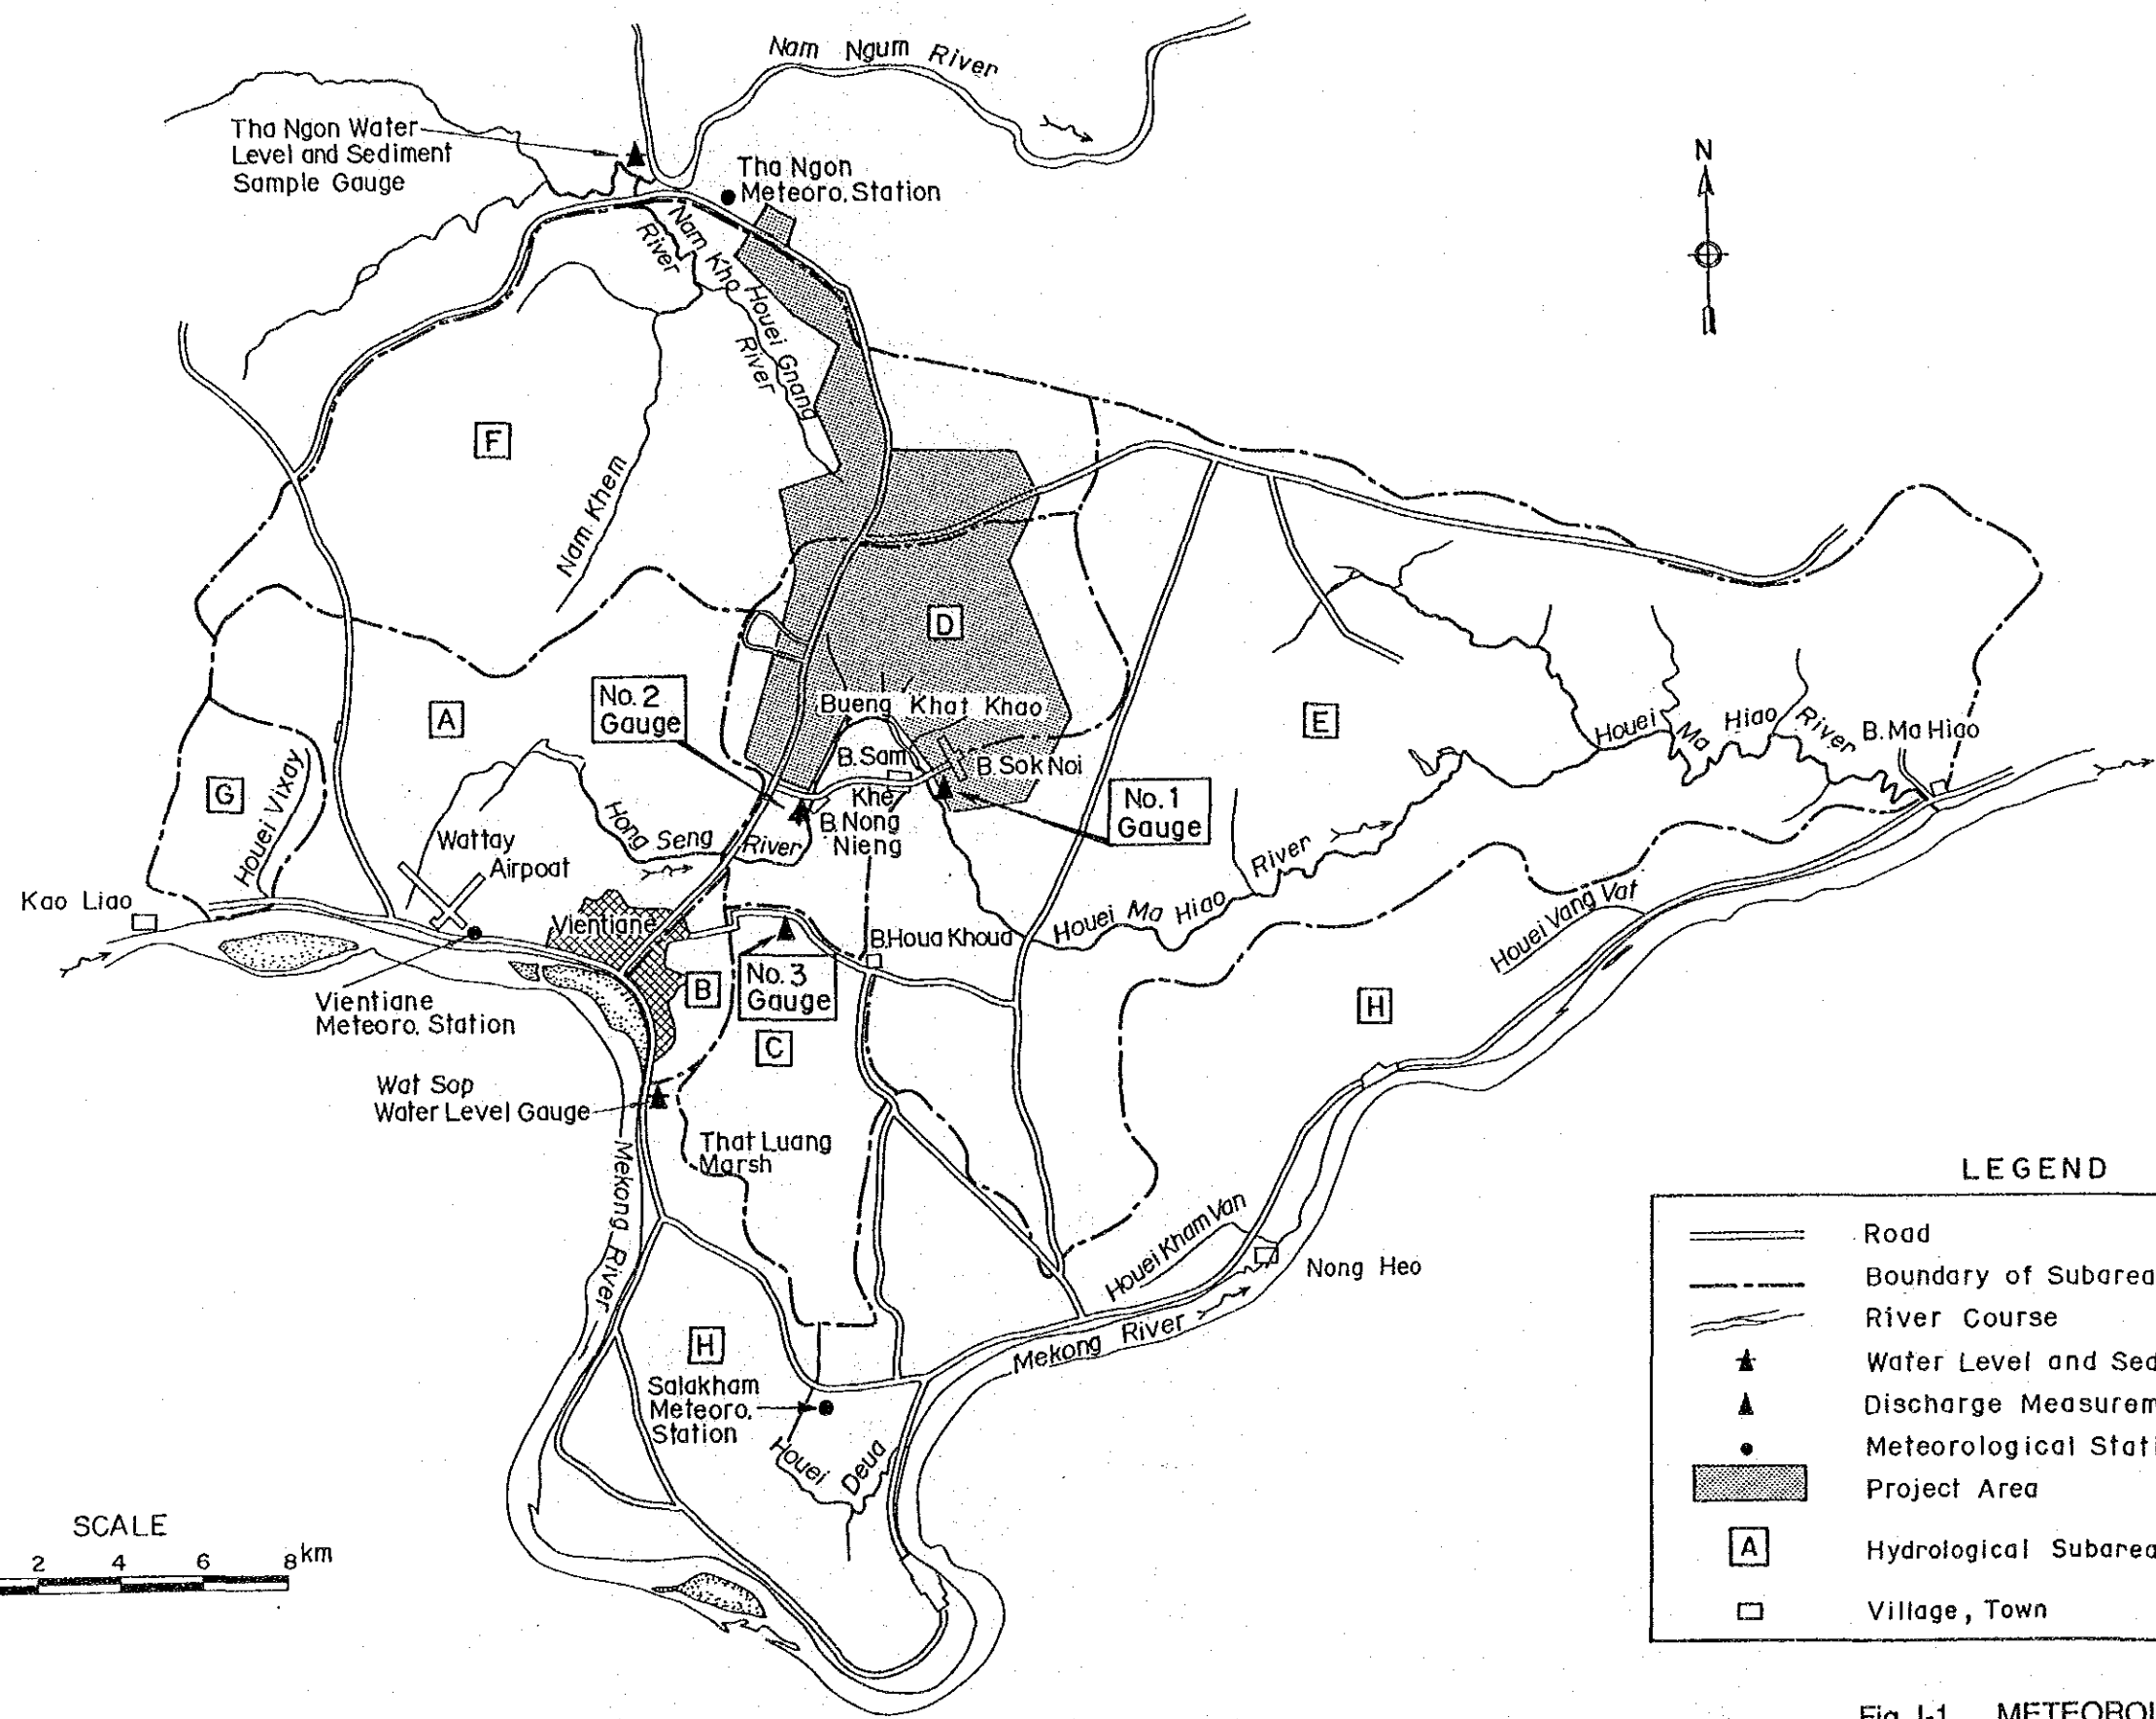 Nam Ngum River
Tha Ngon Water
Level and Sediment
Sample Gauge
Tha Ngon
Meteoro. Station
N
Nam Kho
River
Houei Gnang
River
F
Nam Khem
D
A
No. 2
Gauge
Bueng Khat Khao
B. Sam
Khe
B. Sok Noi
B. Nong
Nieng
No. 1
Gauge
E
Houei Ma Hiao River
B. Ma Hiao
G
Houei Vixay
Hong Seng River
Wattay
Airpoat
Kao Liao
Vientiane
B. Houa Khoua
Houei Ma Hiao River
Houei Vang Vat
B
No. 3
Gauge
C
H
Vientiane
Meteoro. Station
Wat Sop
Water Level Gauge
That Luang
Marsh
Mekong River
Houei Kham Van
Nong Heo
Mekong River
H
Salakham
Meteoro.
Station
Houei Deua
SCALE
2 4 6 8 km
LEGEND
Road
Boundary of Subarea
River Course
Water Level and Sed
Discharge Measurem
Meteorological Stati
Project Area
A Hydrological Subarea
Village, Town
Fig. I-1 METEOROL